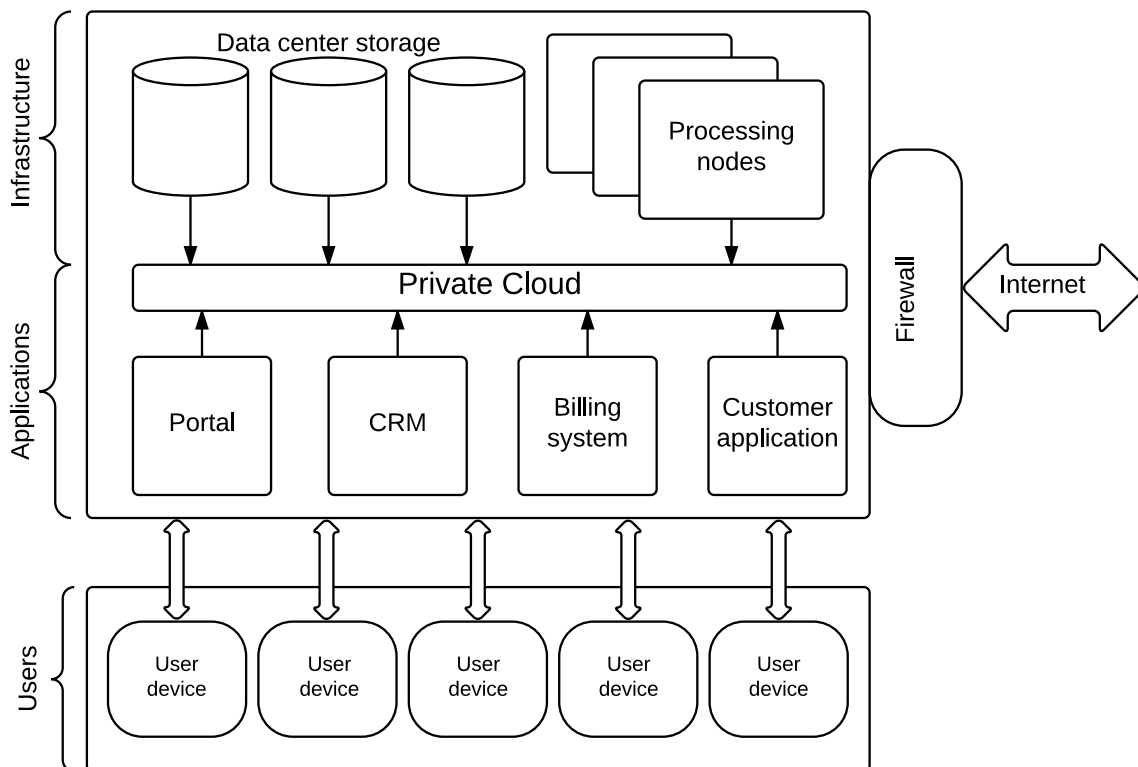 Infrastructure
Data center storage
Processing
nodes
Private Cloud
Firewall
Internet
Applications
Portal
CRM
Billing
system
Customer
application
Users
User
device
User
device
User
device
User
device
User
device